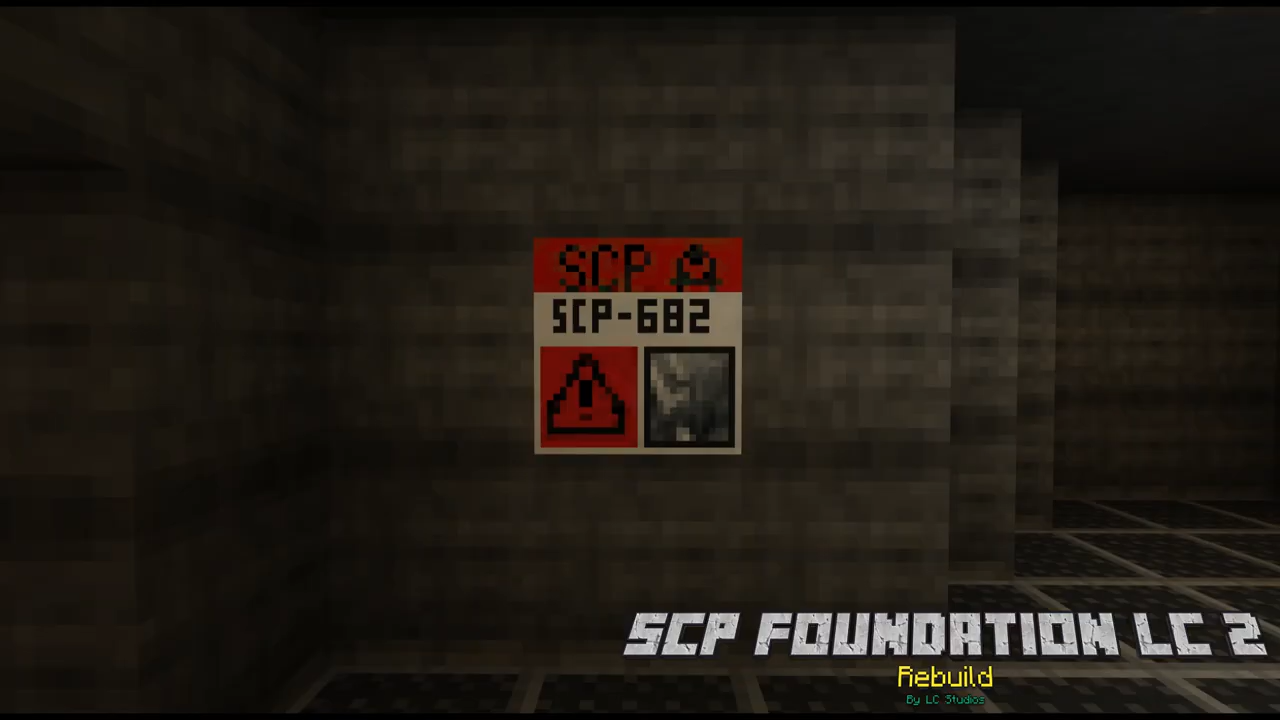 SCP
SCP-682
SCP FOUNDATION LC 2
Rebuild
By LC Studios